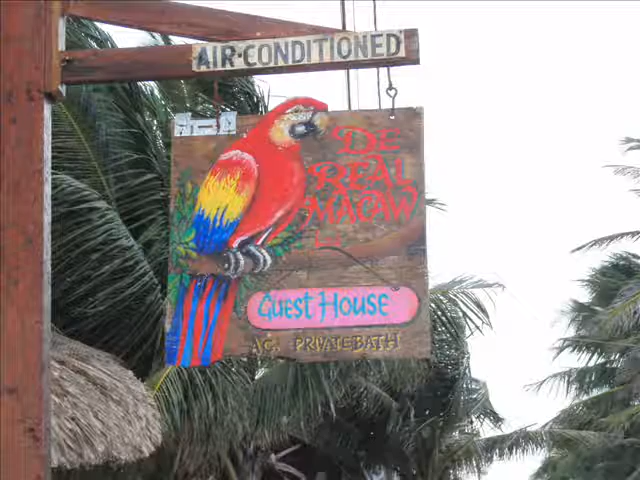 AIR-CONDITIONED
DE
REAL
MACAW
GUEST HOUSE
AC. PRIVATE BATH